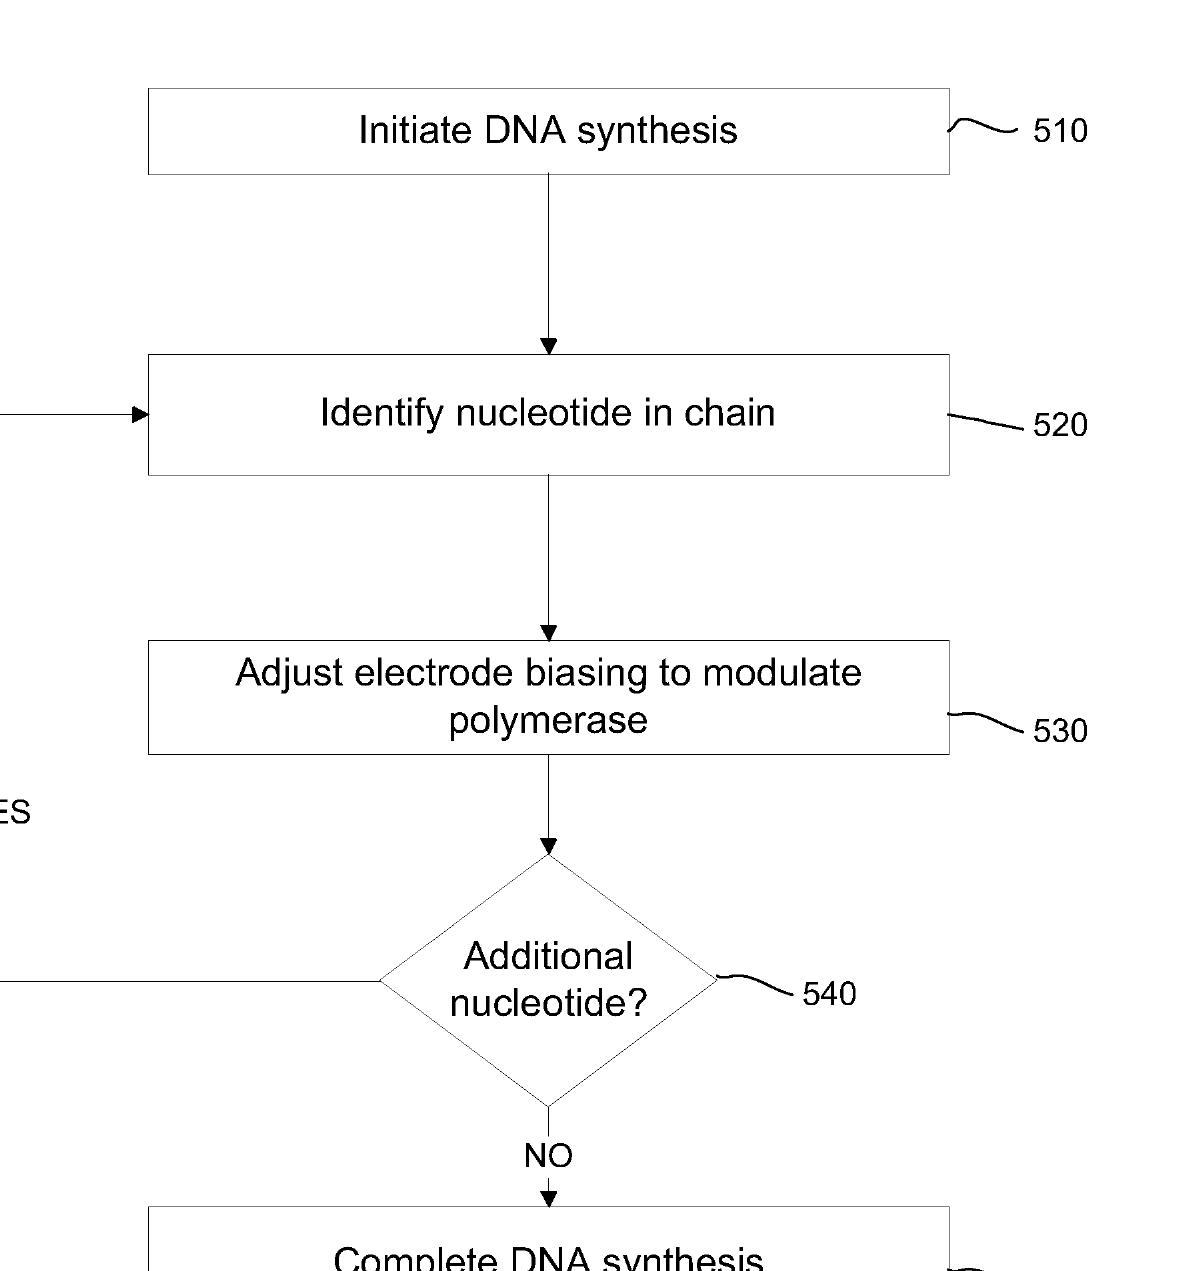 Initiate DNA synthesis
510
Identify nucleotide in chain
520
Adjust electrode biasing to modulate
polymerase
530
Additional
nucleotide?
540
NO
Complete DNA synthesis